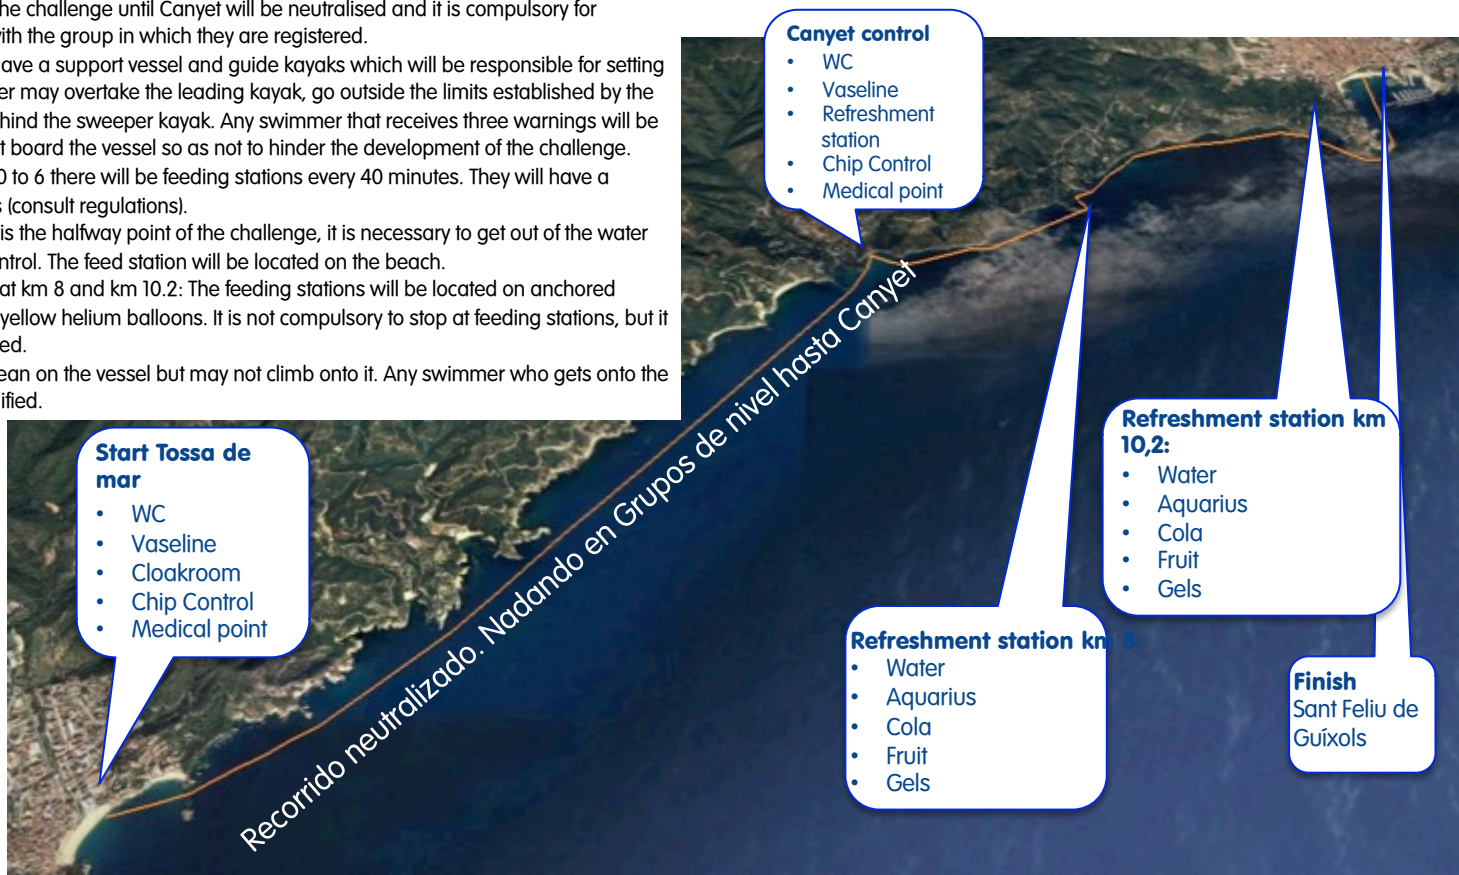 he challenge until Canyet will be neutralised and it is compulsory for
with the group in which they are registered.
ave a support vessel and guide kayaks which will be responsible for setting
er may overtake the leading kayak, go outside the limits established by the
hind the sweeper kayak. Any swimmer that receives three warnings will be
t board the vessel so as not to hinder the development of the challenge.
0 to 6 there will be feeding stations every 40 minutes. They will have a
s (consult regulations).
is the halfway point of the challenge, it is necessary to get out of the water
ntrol. The feed station will be located on the beach.
at km 8 and km 10.2: The feeding stations will be located on anchored
yellow helium balloons. It is not compulsory to stop at feeding stations, but it
ed.
ean on the vessel but may not climb onto it. Any swimmer who gets onto the
ified.
Canyet control
• WC
• Vaseline
• Refreshment
station
• Chip Control
• Medical point
Start Tossa de
mar
• WC
• Vaseline
• Cloakroom
• Chip Control
• Medical point
Recorrido neutralizado. Nadando en Grupos de nivel hasta Canyet
Refreshment station km
10,2:
• Water
• Aquarius
• Cola
• Fruit
• Gels
Refreshment station km 8:
• Water
• Aquarius
• Cola
• Fruit
• Gels
Finish
Sant Feliu de
Guíxols